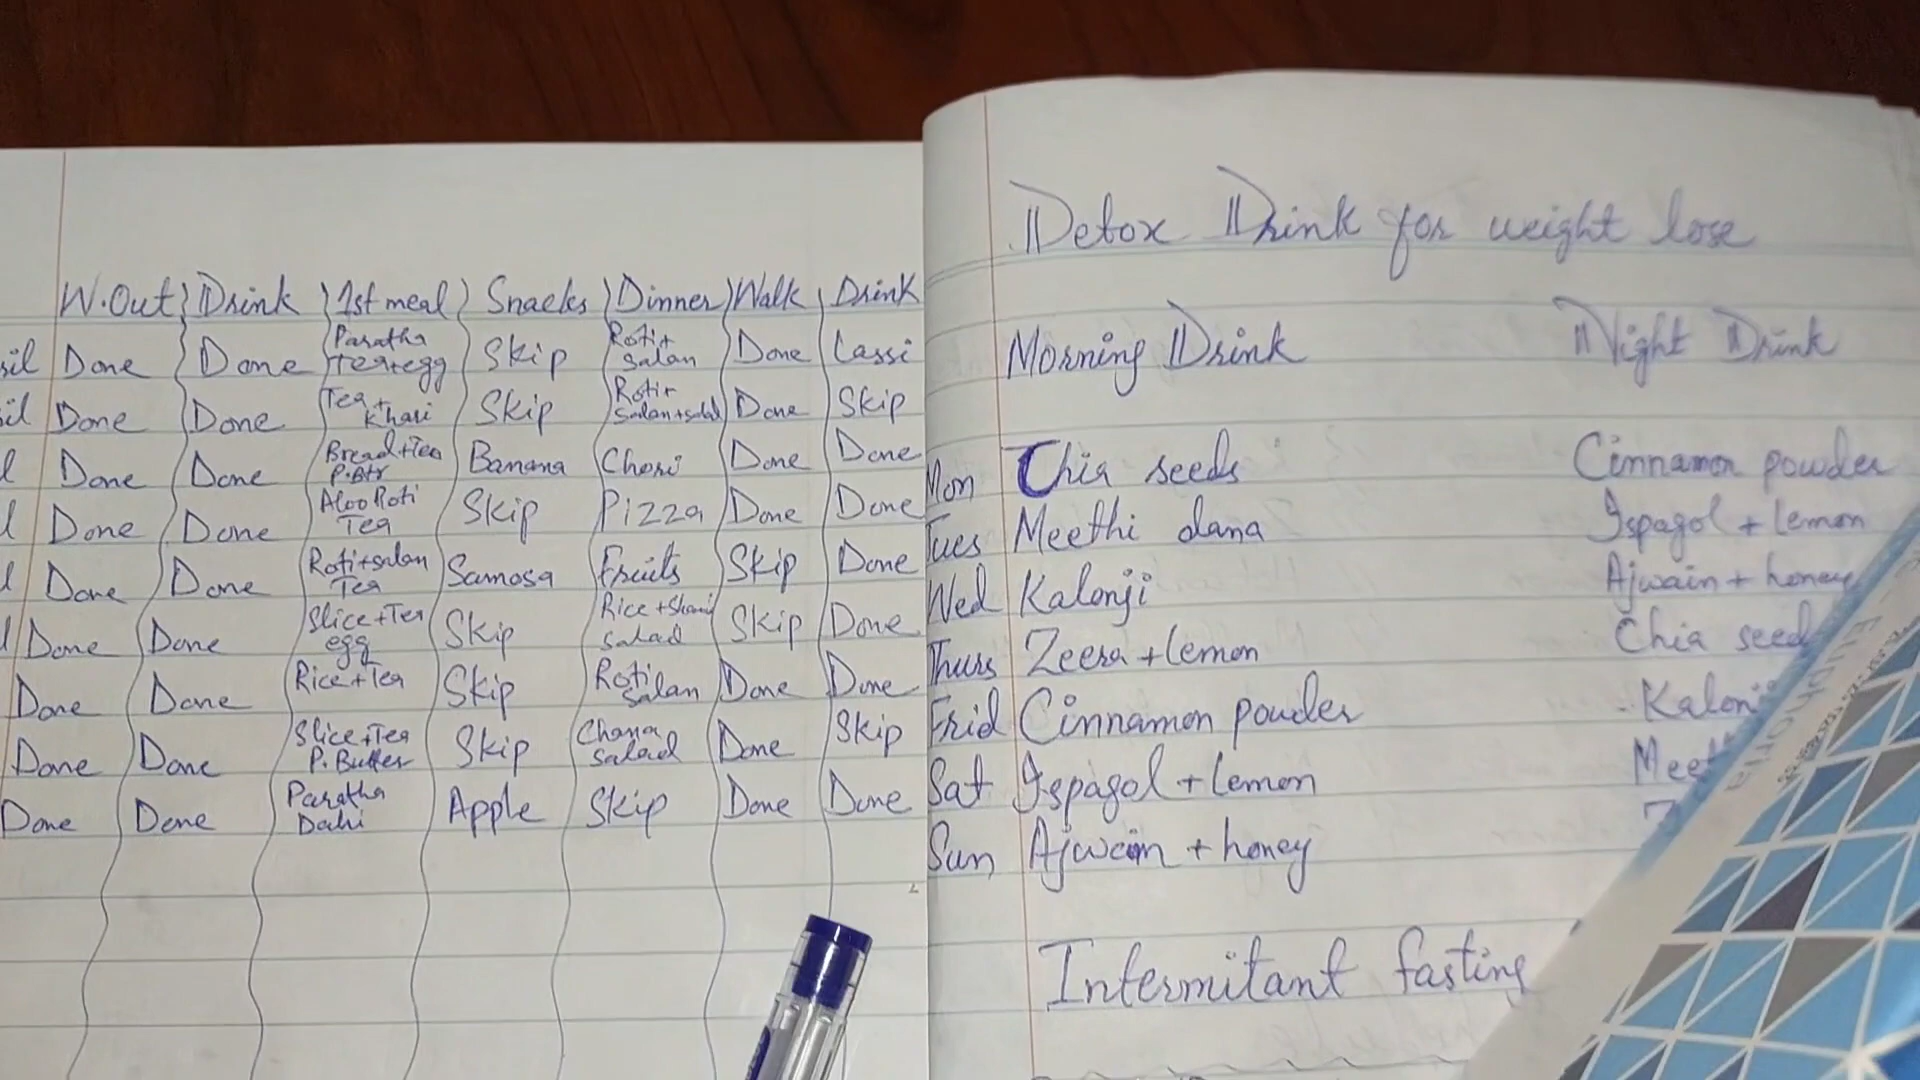 W.Out Drink 1st meal Snacks Dinner Walk Drink
Done Done Paratha Tea+egg Skip Roti+ Salan Done Lassi
Done Done Tea + Khari Skip Roti+ Salan+salad Done Skip
Done Done Bread+Tea P.Btr Banana Chori Done Done
Done Done Aloo Roti Tea Skip Pizza Done Done
Done Done Roti+salan Tea Samosa Fruits Skip Done
Done Done Slice+Tea egg Skip Rice + Shami salad Skip Done
Done Done Rice+Tea Skip Roti Salan Done Done
Done Done Slice+Tea P.Butter Skip Chana Salad Done Skip
Done Done Paratha Dahi Apple Skip Done Done
Detox Drink for weight lose
Morning Drink Night Drink
Mon Chia seeds Cinnamon powder
Tues Meethi dana Ispagol + lemon
Wed Kalonji Ajwain + honey
Thurs Zeera + lemon Chia seed
Frid Cinnamon powder Kalonji
Sat Ispagol + lemon Meet
Sun Ajwain + honey
Intermitant fasting